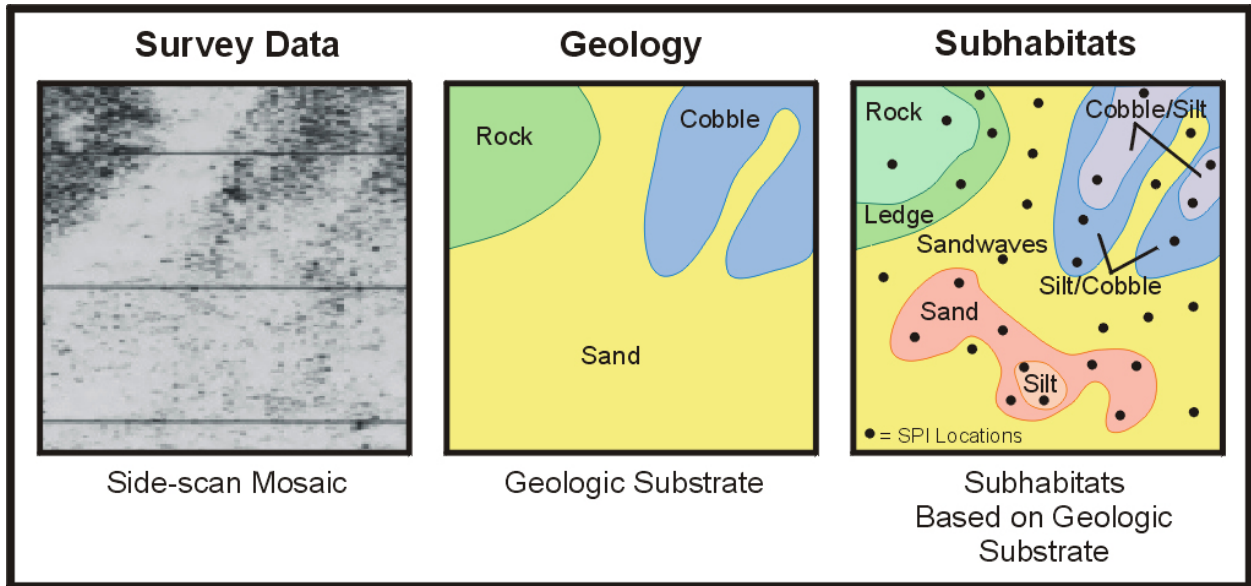 Survey Data
Geology
Subhabitats
Rock
Cobble
Sand
Rock
Cobble/Silt
Ledge
Sandwaves
Silt/Cobble
Sand
Silt
= SPI Locations
Side-scan Mosaic
Geologic Substrate
Subhabitats
Based on Geologic
Substrate